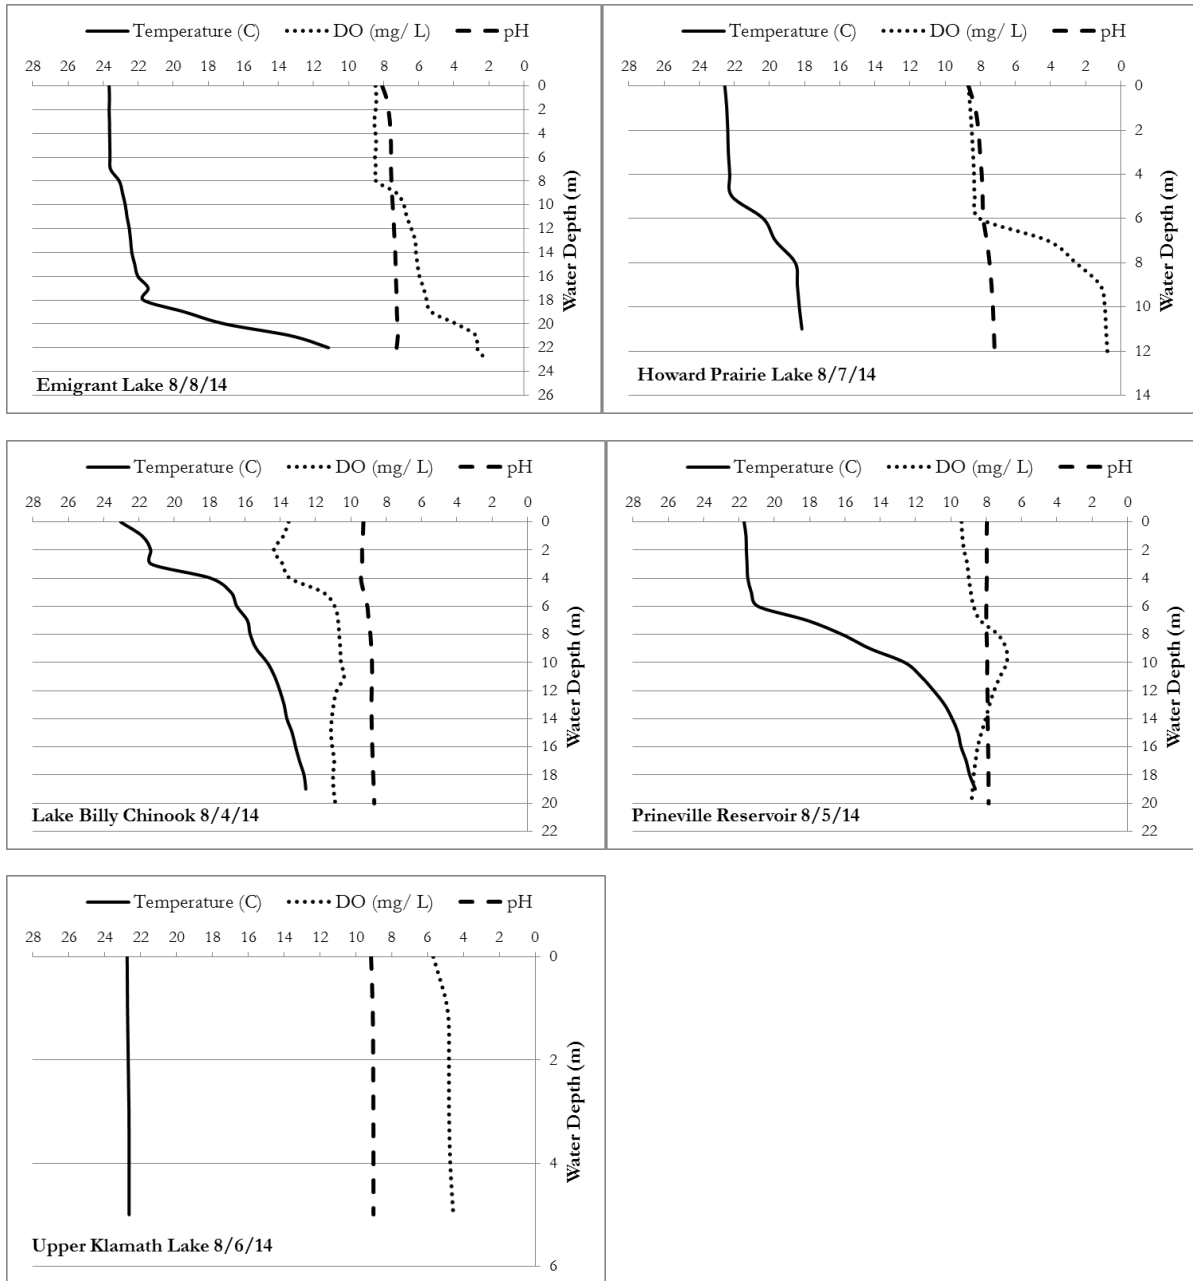 Temperature (C) DO (mg/ L) pH
28 26 24 22 20 18 16 14 12 10 8 6 4 2 0
0
2
4
6
8
10
12
14
16
18
20
22
24
26
Water Depth (m)
Emigrant Lake 8/8/14
Temperature (C) DO (mg/ L) pH
28 26 24 22 20 18 16 14 12 10 8 6 4 2 0
0
2
4
6
8
10
12
14
Water Depth (m)
Howard Prairie Lake 8/7/14
Temperature (C) DO (mg/ L) pH
28 26 24 22 20 18 16 14 12 10 8 6 4 2 0
0
2
4
6
8
10
12
14
16
18
20
22
Water Depth (m)
Lake Billy Chinook 8/4/14
Temperature (C) DO (mg/ L) pH
28 26 24 22 20 18 16 14 12 10 8 6 4 2 0
0
2
4
6
8
10
12
14
16
18
20
22
Water Depth (m)
Prineville Reservoir 8/5/14
Temperature (C) DO (mg/ L) pH
28 26 24 22 20 18 16 14 12 10 8 6 4 2 0
0
2
4
6
Water Depth (m)
Upper Klamath Lake 8/6/14